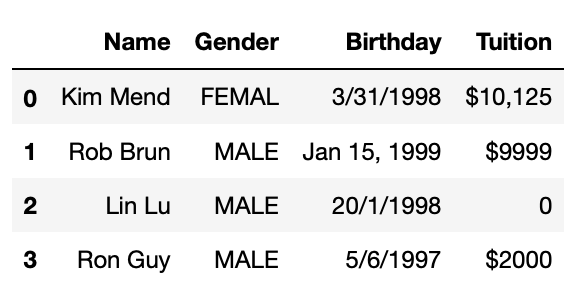 Name Gender Birthday Tuition
0 Kim Mend FEMAL 3/31/1998 $10,125
1 Rob Brun MALE Jan 15, 1999 $9999
2 Lin Lu MALE 20/1/1998 0
3 Ron Guy MALE 5/6/1997 $2000